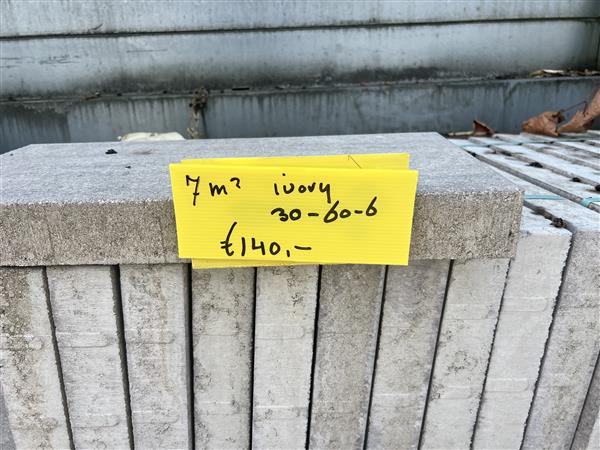 7 m² ivory
30-60-6
€140,-